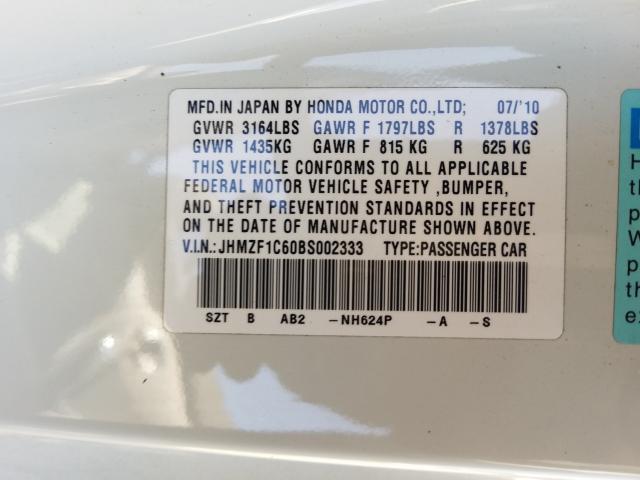 MFD.IN JAPAN BY HONDA MOTOR CO.,LTD; 07/'10
GVWR 3164LBS GAWR F 1797LBS R 1378LBS
GVWR 1435KG GAWR F 815 KG R 625 KG
THIS VEHICLE CONFORMS TO ALL APPLICABLE
FEDERAL MOTOR VEHICLE SAFETY ,BUMPER,
AND THEFT PREVENTION STANDARDS IN EFFECT
ON THE DATE OF MANUFACTURE SHOWN ABOVE.
V.I.N.:JHMZF1C60BS002333 TYPE:PASSENGER CAR
SZT B AB2 -NH624P -A -S